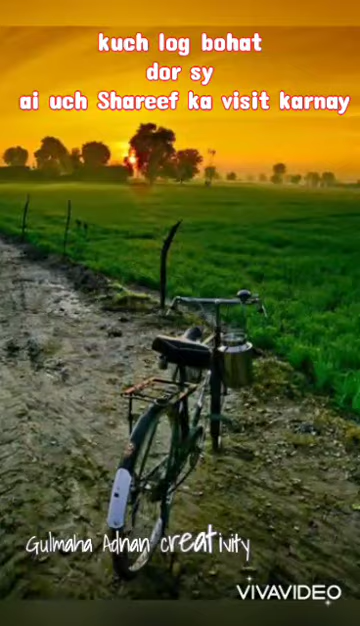 kuch log bohat
dor sy
ai uch Shareef ka visit karnay
Gulmaha Adnan creativity
VIVAVIDEO